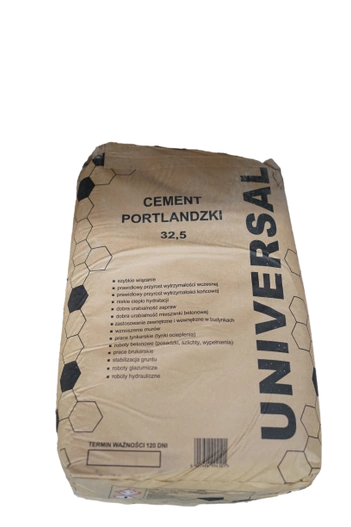 CEMENT
PORTLANDZKI
32,5
UNIVERSAL
szybkie wiązanie
prawidłowy przyrost wytrzymałości wczesnej
prawidłowy przyrost wytrzymałości końcowej
niskie ciepło hydratacji
dobra urabialność zapraw
dobra urabialność mieszanki betonowej
zastosowanie zewnętrzne i wewnętrzne w budynkach
wznoszenie murów
prace tynkarskie (tynki ocieplenia)
roboty betonowe (posadzki, szlichty, wypełnienia)
prace brukarskie
stabilizacja gruntu
roboty glazurnicze
roboty hydrauliczne
TERMIN WAŻNOŚCI 120 DNI